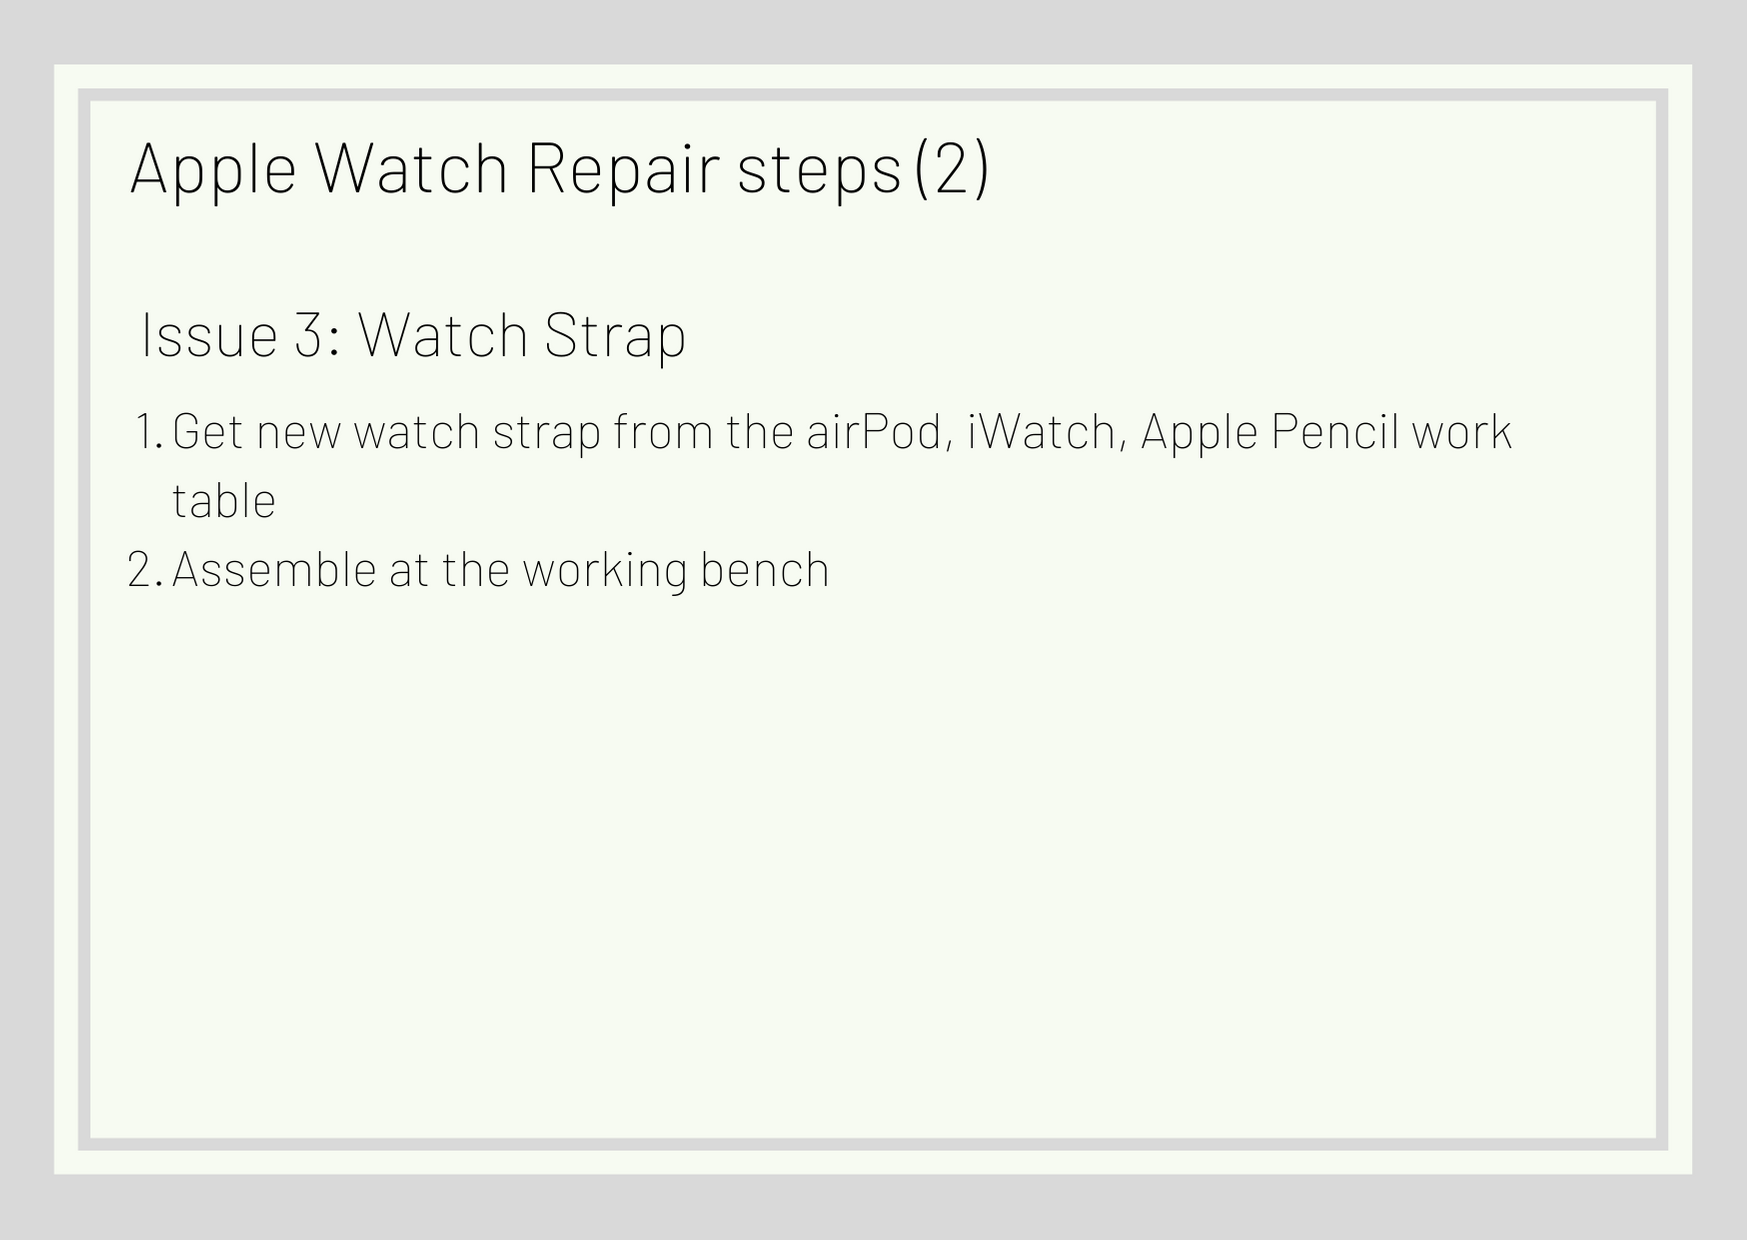 Apple Watch Repair steps (2)
Issue 3: Watch Strap
1. Get new watch strap from the airPod, iWatch, Apple Pencil work
table
2. Assemble at the working bench